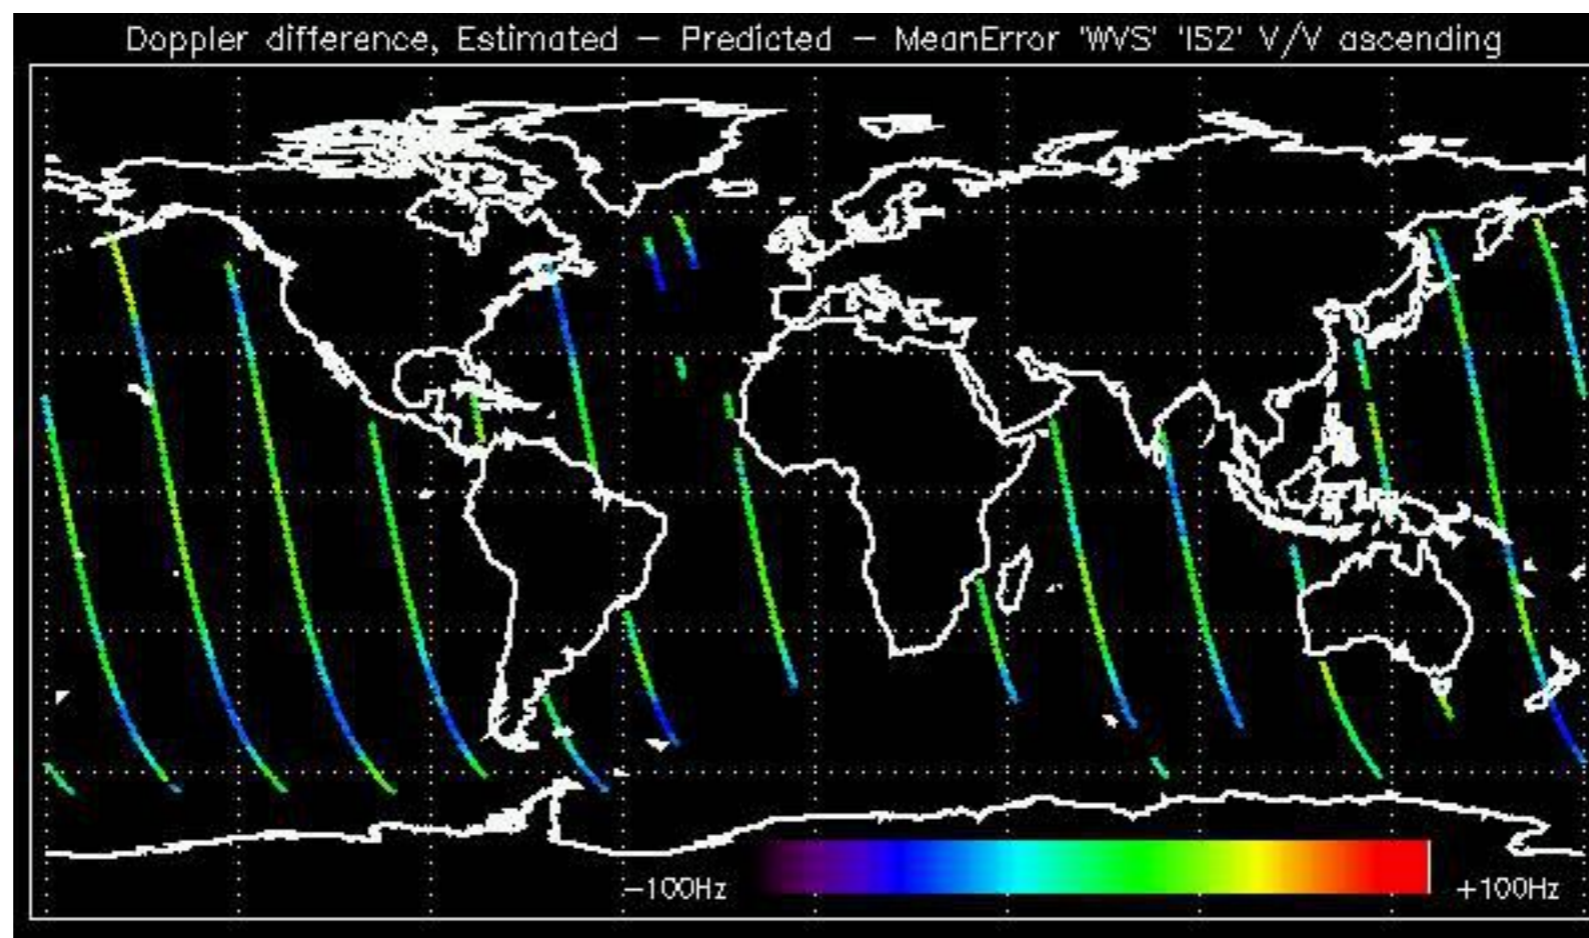 Doppler difference, Estimated – Predicted – MeanError 'WVS' 'IS2' V/V ascending
–100Hz
+100Hz